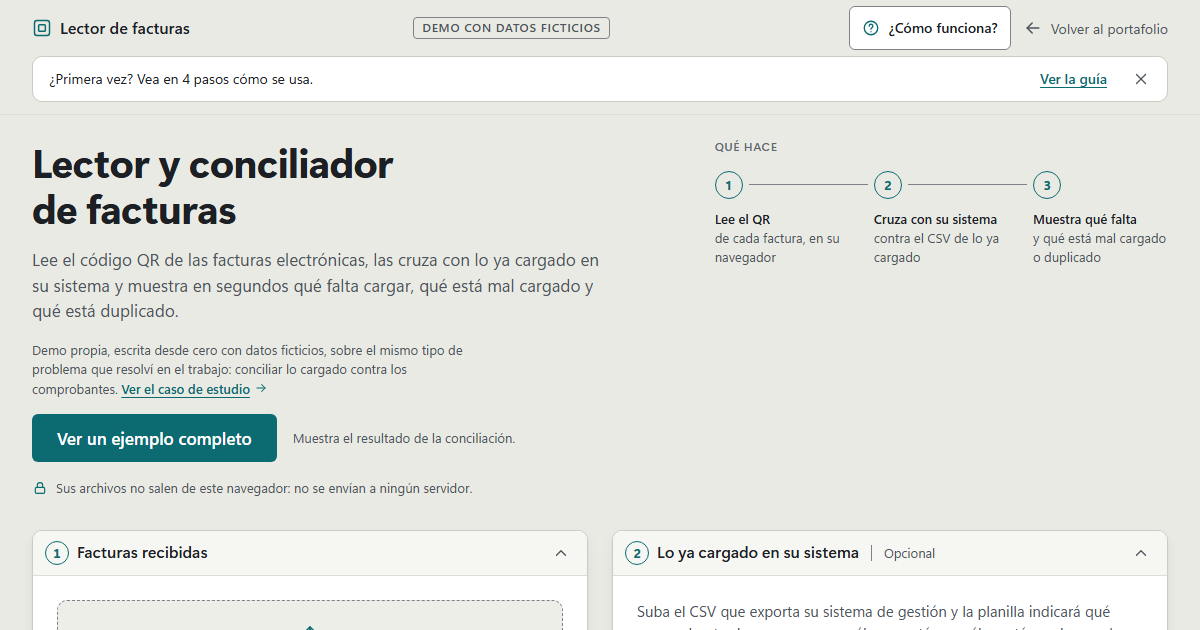 Lector de facturas
DEMO CON DATOS FICTICIOS
¿Cómo funciona?
Volver al portafolio
¿Primera vez? Vea en 4 pasos cómo se usa.
Ver la guía
Lector y conciliador
de facturas
Lee el código QR de las facturas electrónicas, las cruza con lo ya cargado en
su sistema y muestra en segundos qué falta cargar, qué está mal cargado y
qué está duplicado.
Demo propia, escrita desde cero con datos ficticios, sobre el mismo tipo de
problema que resolví en el trabajo: conciliar lo cargado contra los
comprobantes. Ver el caso de estudio
Ver un ejemplo completo
Muestra el resultado de la conciliación.
Sus archivos no salen de este navegador: no se envían a ningún servidor.
QUÉ HACE
1
Lee el QR
de cada factura, en su
navegador
2
Cruza con su sistema
contra el CSV de lo ya
cargado
3
Muestra qué falta
y qué está mal cargado
o duplicado
1 Facturas recibidas
2 Lo ya cargado en su sistema
Opcional
Suba el CSV que exporta su sistema de gestión y la planilla indicará qué